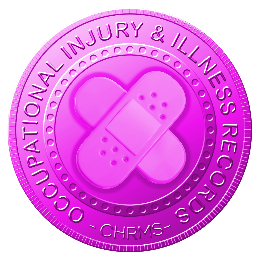 OCCUPATIONAL INJURY & ILLNESS RECORDS
- CHRMS -